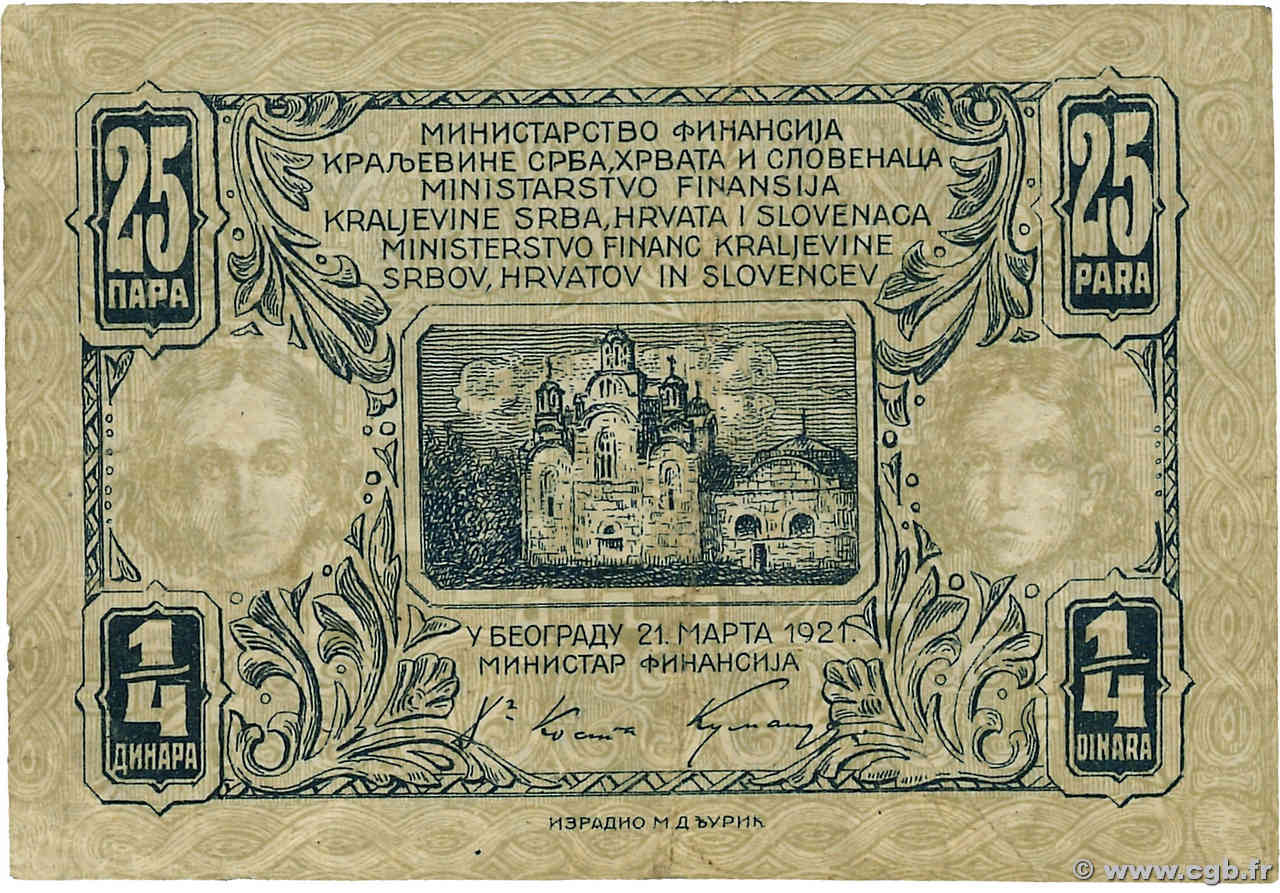 25
ПАРА
25
PARA
МИНИСТАРСТВО ФИНАНСИЈА
КРАЉЕВИНЕ СРБА, ХРВАТА И СЛОВЕНАЦА
MINISTARSTVO FINANSIJA
KRALJEVINE SRBA, HRVATA I SLOVENACA
MINISTERSTVO FINANC KRALJEVINE
SRBOV, HRVATOV IN SLOVENCEV
У БЕОГРАДУ 21. МАРТА 1921.
МИНИСТАР ФИНАНСИЈА
Коста
1/4
ДИНАРА
1/4
DINARA
ИЗРАДИО М. Д ЂУРИЋ
© www.cgb.fr